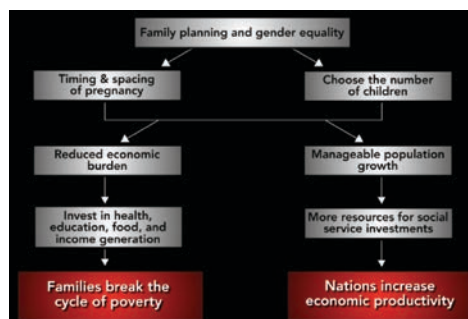 Family planning and gender equality
Timing & spacing
of pregnancy
Choose the number
of children
Reduced economic
burden
Manageable population
growth
Invest in health,
education, food, and
income generation
More resources for social
service investments
Families break the
cycle of poverty
Nations increase
economic productivity